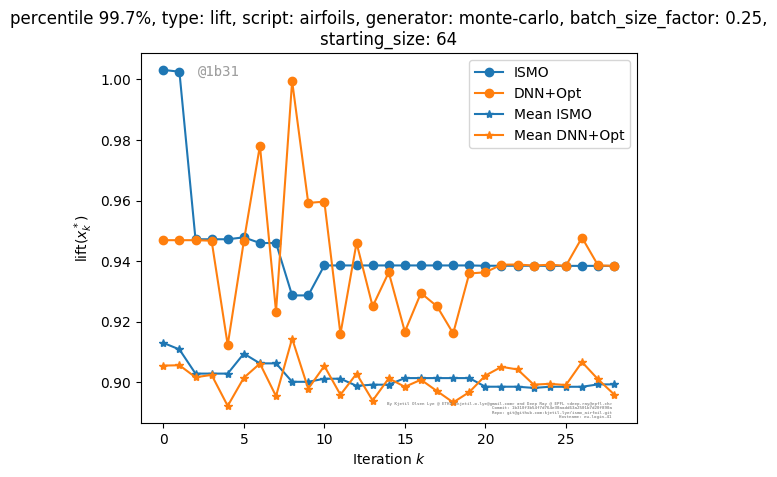 percentile 99.7%, type: lift, script: airfoils, generator: monte-carlo, batch_size_factor: 0.25,
starting_size: 64
@1b31
ISMO
DNN+Opt
Mean ISMO
Mean DNN+Opt
1.00
0.98
0.96
0.94
0.92
0.90
lift(x*k)
0 5 10 15 20 25
Iteration k